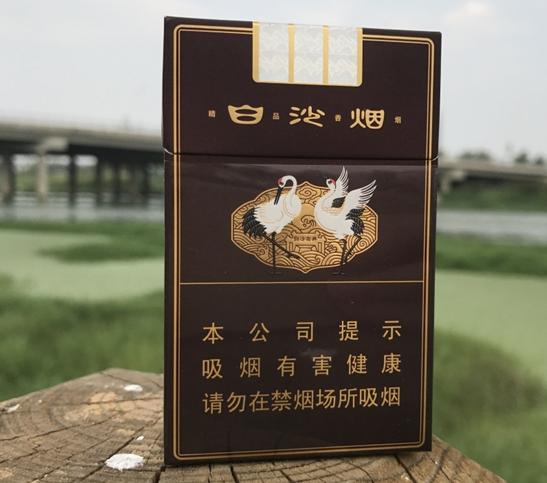 精 白 品 沙 香 烟 烟
本公司提示
吸烟有害健康
请勿在禁烟场所吸烟